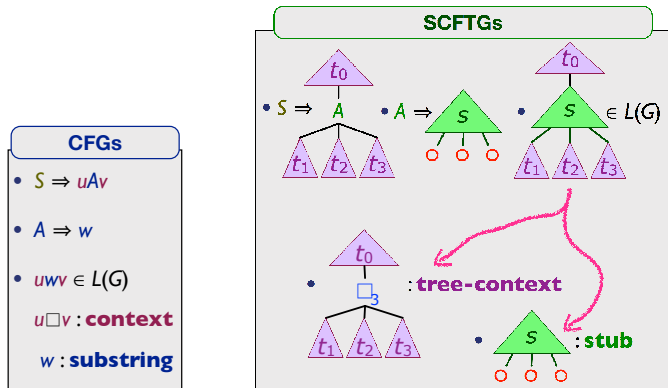 CFGs
• S ⇒ uAv
• A ⇒ w
• uwv ∈ L(G)
u□v : context
w : substring
SCFTGs
• S ⇒ t0 A t1 t2 t3
• A ⇒ s
• t0 s t1 t2 t3 ∈ L(G)
• t0 □3 t1 t2 t3 : tree-context
• s : stub